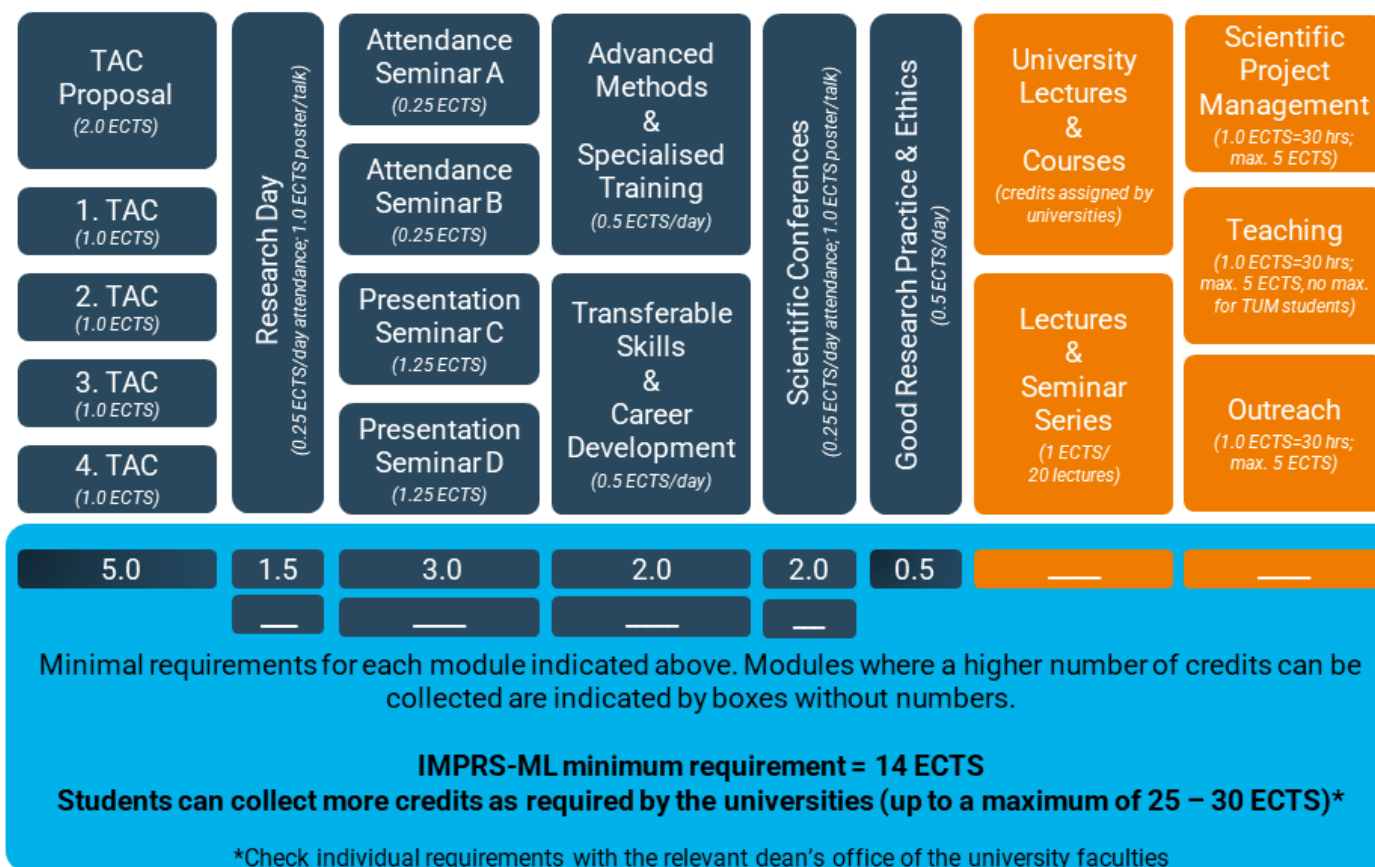 TAC
Proposal
(2.0 ECTS)
1. TAC
(1.0 ECTS)
2. TAC
(1.0 ECTS)
3. TAC
(1.0 ECTS)
4. TAC
(1.0 ECTS)
Research Day
(0.25 ECTS/day attendance; 1.0 ECTS poster/talk)
Attendance
Seminar A
(0.25 ECTS)
Attendance
Seminar B
(0.25 ECTS)
Presentation
Seminar C
(1.25 ECTS)
Presentation
Seminar D
(1.25 ECTS)
Advanced
Methods
&
Specialised
Training
(0.5 ECTS/day)
Transferable
Skills
&
Career
Development
(0.5 ECTS/day)
Scientific Conferences
(0.25 ECTS/day attendance; 1.0 ECTS poster/talk)
Good Research Practice & Ethics
(0.5 ECTS/day)
University
Lectures
&
Courses
(credits assigned by
universities)
Lectures
&
Seminar
Series
(1 ECTS/
20 lectures)
Scientific
Project
Management
(1.0 ECTS=30 hrs;
max. 5 ECTS)
Teaching
(1.0 ECTS=30 hrs;
max. 5 ECTS, no max.
for TUM students)
Outreach
(1.0 ECTS=30 hrs;
max. 5 ECTS)
5.0 1.5 3.0 2.0 2.0 0.5 ___ ___
___ ___ ___ ___
Minimal requirements for each module indicated above. Modules where a higher number of credits can be
collected are indicated by boxes without numbers.
IMPRS-ML minimum requirement = 14 ECTS
Students can collect more credits as required by the universities (up to a maximum of 25 – 30 ECTS)*
*Check individual requirements with the relevant dean's office of the university faculties